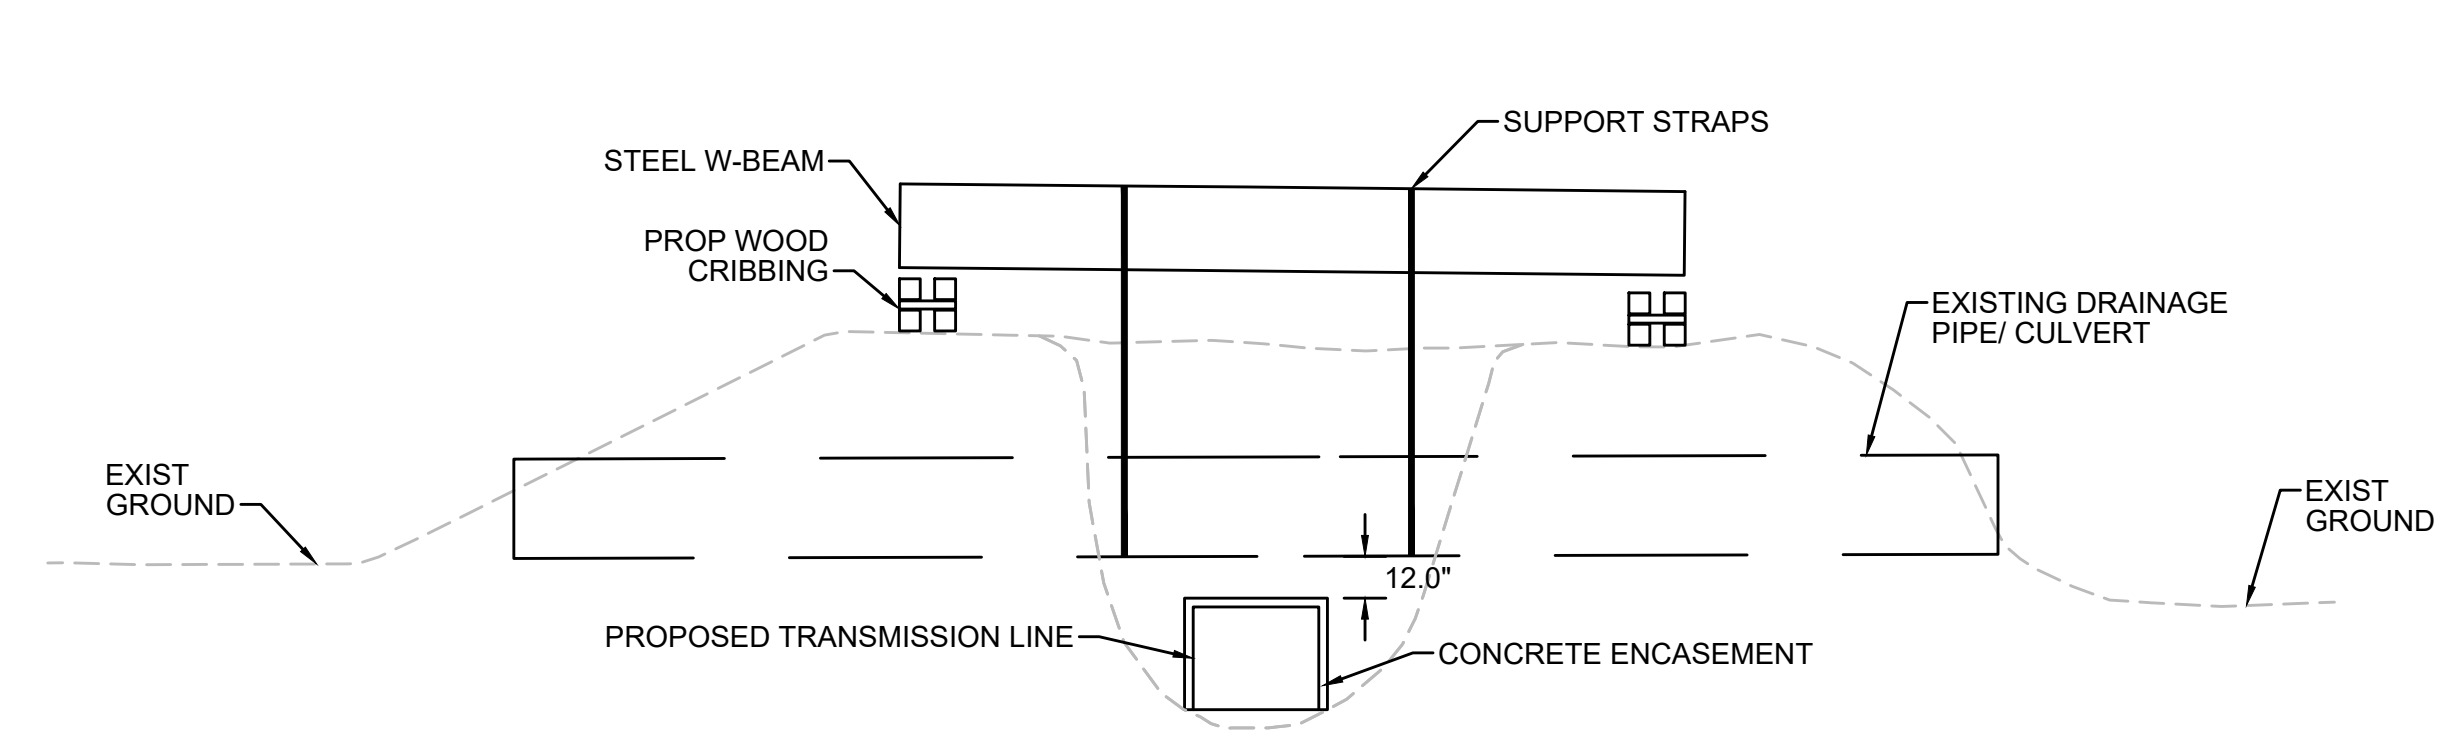 SUPPORT STRAPS
STEEL W-BEAM
PROP WOOD
CRIBBING
EXISTING DRAINAGE
PIPE/ CULVERT
EXIST
GROUND
EXIST
GROUND
12.0"
PROPOSED TRANSMISSION LINE
CONCRETE ENCASEMENT